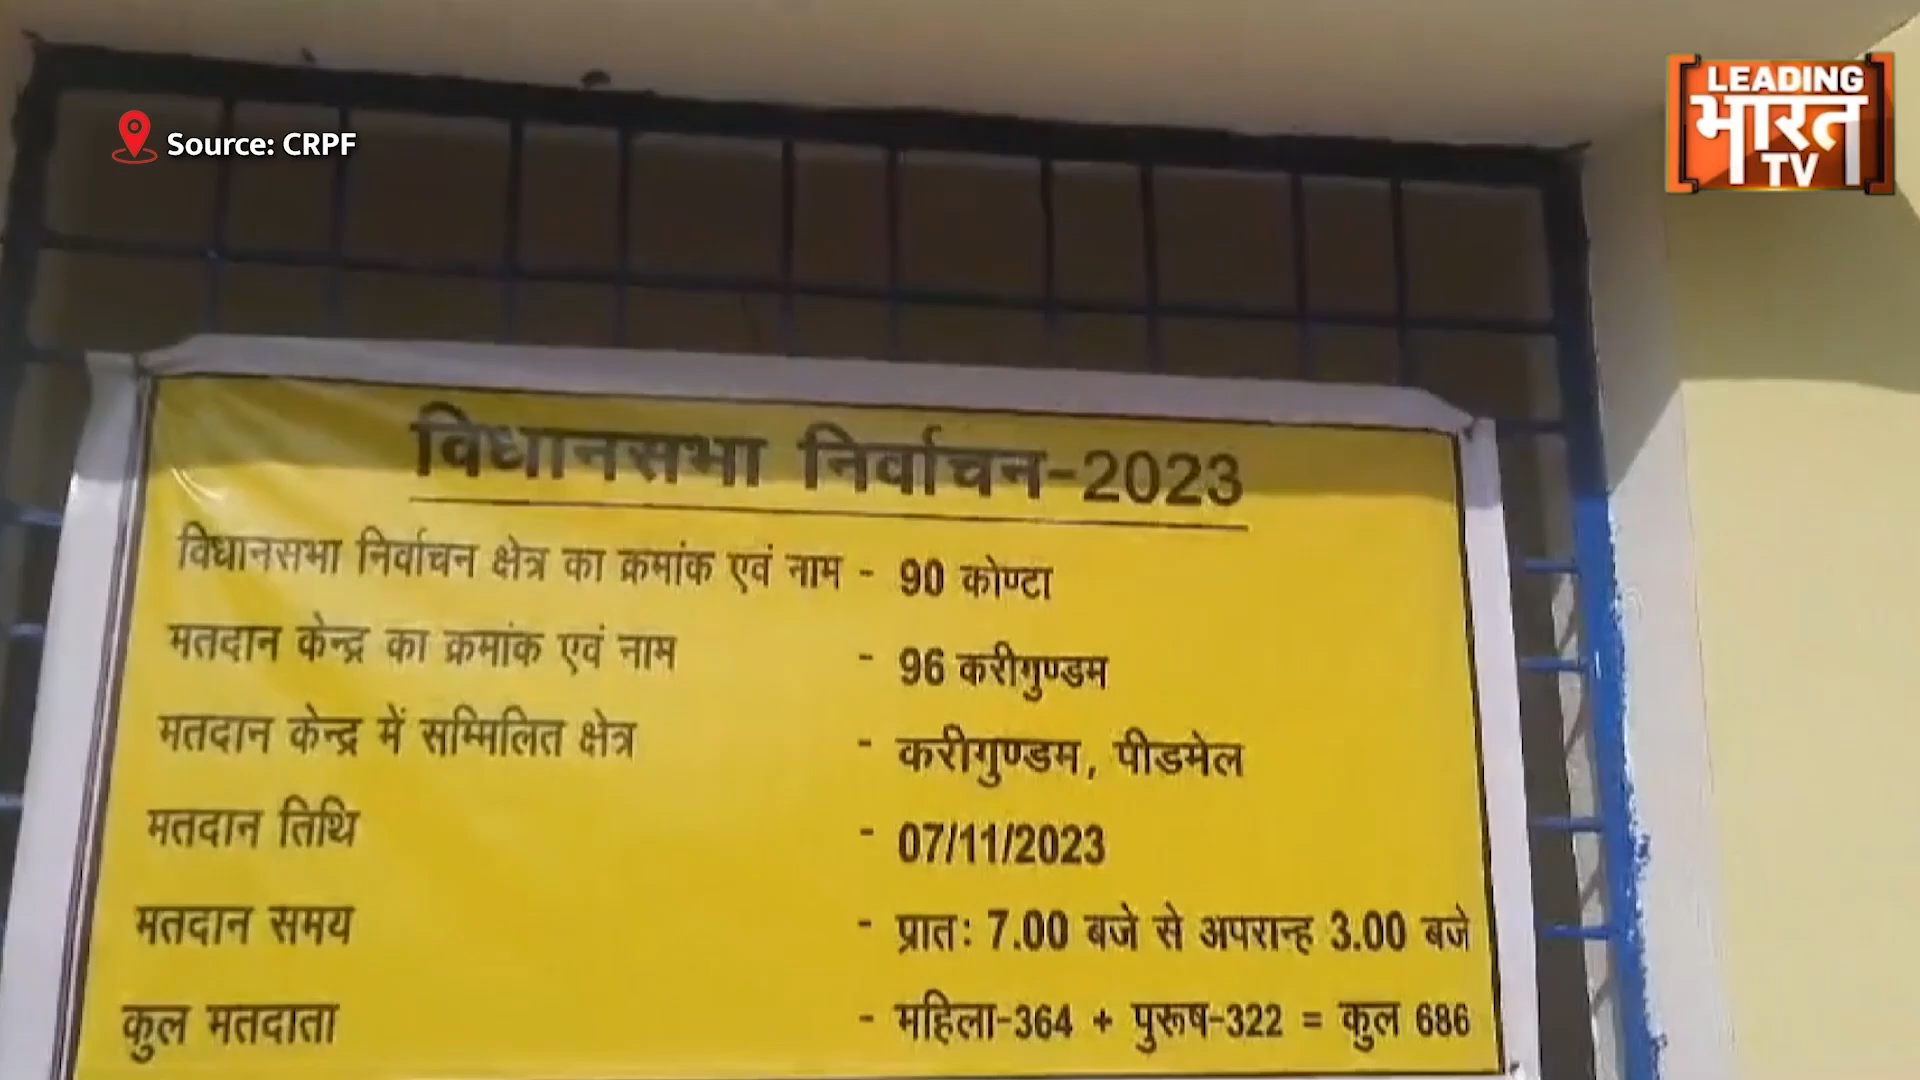 Source: CRPF
LEADING
भारत
TV
विधानसभा निर्वाचन-2023
विधानसभा निर्वाचन क्षेत्र का क्रमांक एवं नाम - 90 कोण्टा
मतदान केन्द्र का क्रमांक एवं नाम - 96 करीगुण्डम
मतदान केन्द्र में सम्मिलित क्षेत्र - करीगुण्डम, पीडमेल
मतदान तिथि - 07/11/2023
मतदान समय - प्रातः 7.00 बजे से अपरान्ह 3.00 बजे
कुल मतदाता - महिला-364 + पुरूष-322 = कुल 686